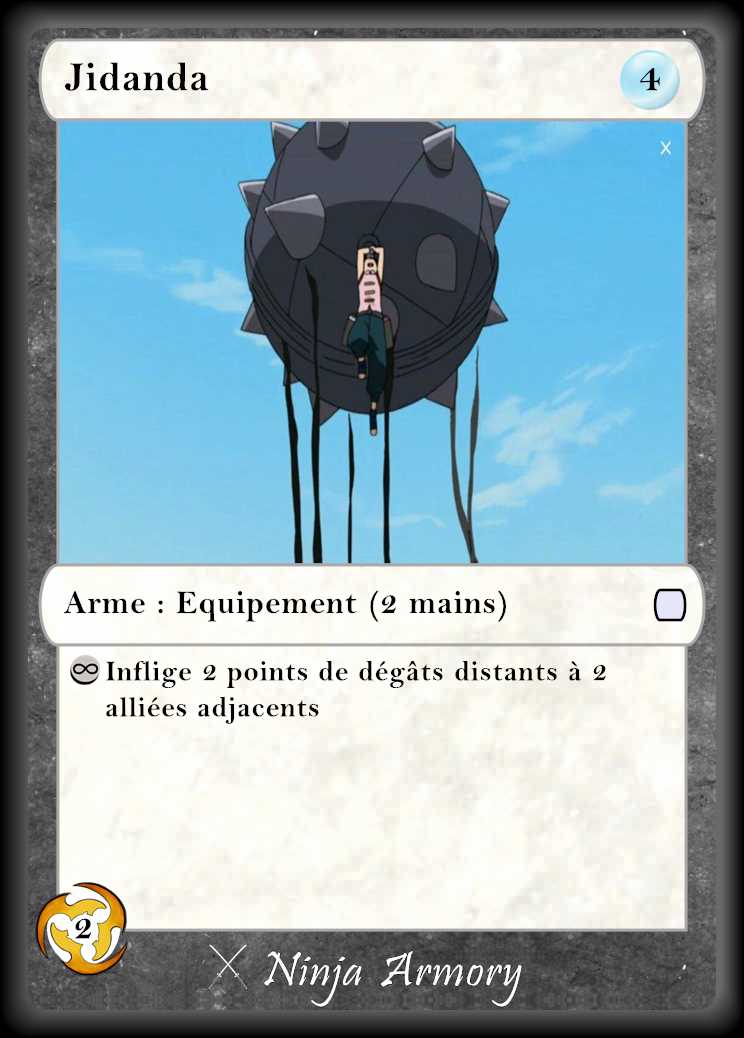 Jidanda
4
X
Arme : Equipement (2 mains)
∞ Inflige 2 points de dégâts distants à 2
alliées adjacents
2
Ninja Armory